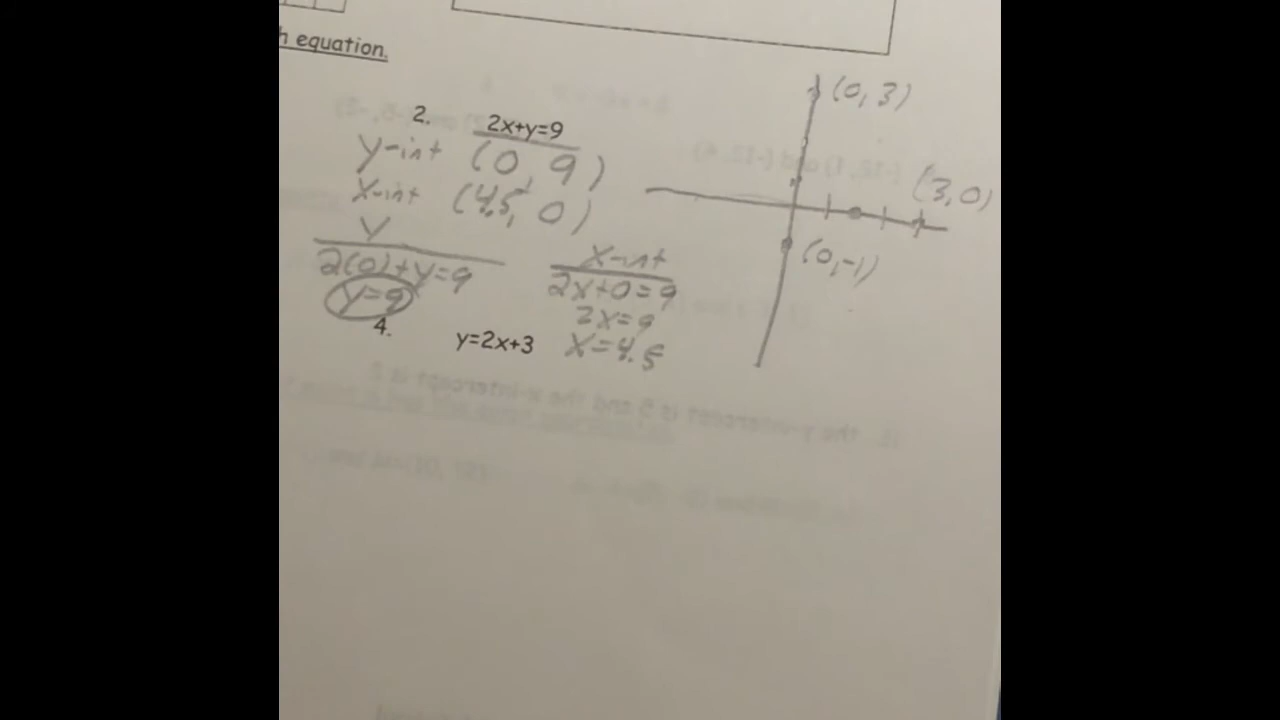 h equation.
2. 2x+y=9
y-int (0, 9)
x-int (4.5, 0)
y
2(0)+y=9
y=9
x-int
2x+0=9
2x=9
x=4.5
4. y=2x+3
(0, 3)
(3, 0)
(0, -1)